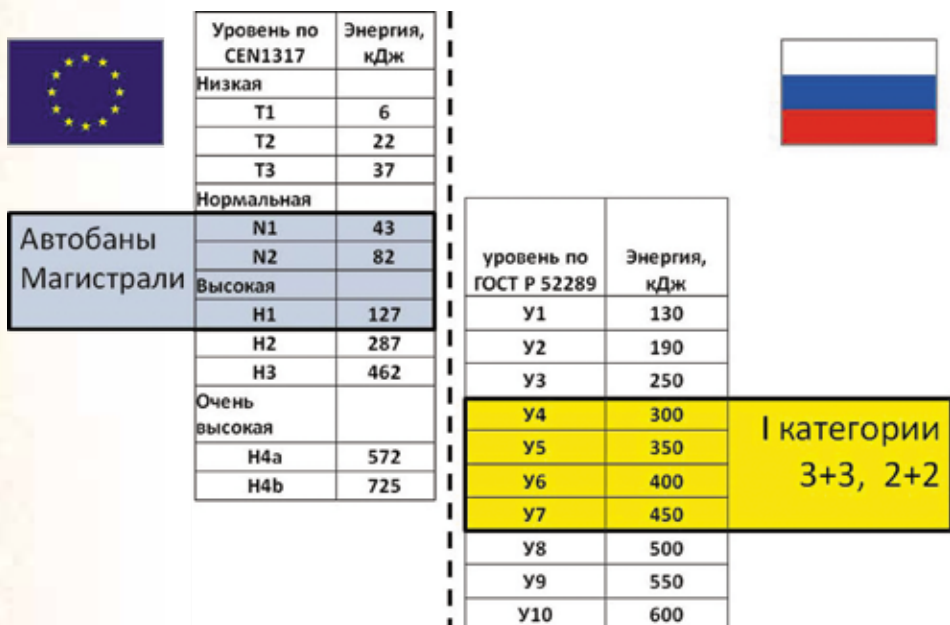 Уровень по Энергия,
CEN1317 кДж
Низкая
T1 6
T2 22
T3 37
Нормальная
N1 43
N2 82
Высокая
H1 127
H2 287
H3 462
Очень
высокая
H4a 572
H4b 725
Автобаны
Магистрали
уровень по Энергия,
ГОСТ Р 52289 кДж
У1 130
У2 190
У3 250
У4 300
У5 350
У6 400
У7 450
У8 500
У9 550
У10 600
I категории
3+3, 2+2